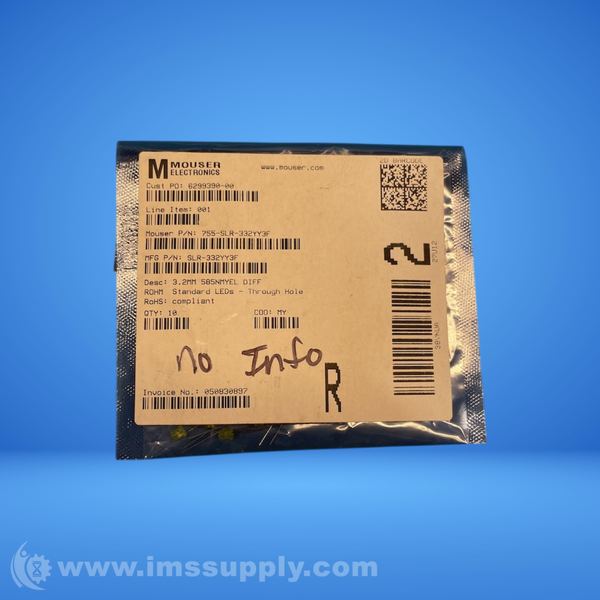 MOUSER ELECTRONICS
www.mouser.com
2D BARCODE
Cust PO: 6299390-00
Line Item: 001
Mouser P/N: 755-SLR-332YY3F
MFG P/N: SLR-332YY3F
Desc: 3.2MM 585NMYEL DIFF
ROHM Standard LEDs - Through Hole
RoHS: compliant
QTY: 10 COO: MY
no Info
R
Invoice No.: 050830897
2
www.imssupply.com